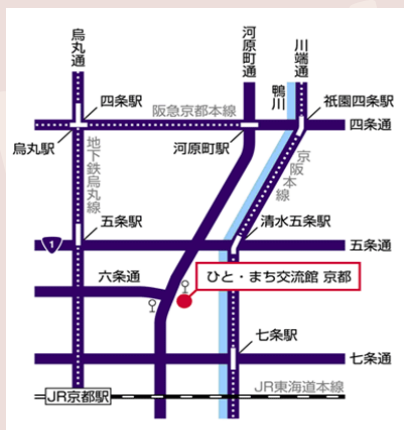 烏丸通
河原町通
川端通
鴨川
四条駅
阪急京都本線
祇園四条駅
四条通
烏丸駅
河原町駅
地下鉄烏丸線
京阪本線
五条駅
清水五条駅
1
五条通
六条通
ひと・まち交流館 京都
七条駅
七条通
JR京都駅
JR東海道本線